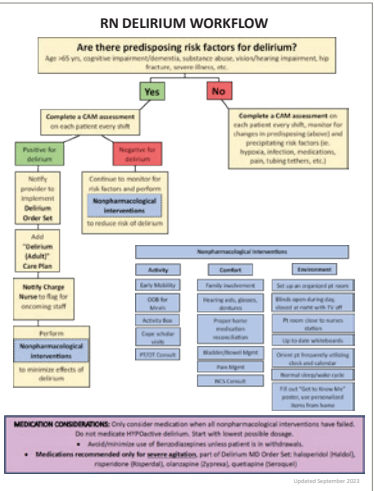 RN DELIRIUM WORKFLOW
Are there predisposing risk factors for delirium?
Age >65 yrs, cognitive impairment/dementia, substance abuse, vision/hearing impairment, hip
fracture, severe illness, etc.
Yes
No
Complete a CAM assessment
on each patient every shift
Complete a CAM assessment on
each patient every shift, monitor for
changes in predisposing (above) and
precipitating risk factors (ie.
hypoxia, infection, medications,
pain, tubing tethers, etc.)
Positive for
delirium
Negative for
delirium
Notify
provider to
implement
Delirium
Order Set
Continue to monitor for
risk factors and perform
Nonpharmacological
interventions
to reduce risk of delirium
Add
"Delirium
(Adult)"
Care Plan
Notify Charge
Nurse to flag for
oncoming staff
Perform
Nonpharmacological
interventions
to minimize effects of
delirium
Nonpharmacological Interventions
Activity
Early Mobility
OOB for
Meals
Activity Box
Cope scholar
visits
PT/OT Consult
Comfort
Family involvement
Hearing aids, glasses,
dentures
Proper home
medication
reconciliation
Bladder/Bowel Mgmt
Pain Mgmt
NCS Consult
Environment
Set up an organized pt room
Blinds open during day,
closed at night with TV off
Pt room close to nurses
station
Up to date whiteboards
Orient pt frequently utilizing
clock and calendar
Normal sleep/wake cycle
Fill out "Get to Know Me"
poster, use personalized
items from home
MEDICATION CONSIDERATIONS: Only consider medication when all nonpharmacological interventions have failed.
Do not medicate HYPOactive delirium. Start with lowest possible dosage.
• Avoid/minimize use of Benzodiazepines unless patient is in withdrawals.
• Medications recommended only for severe agitation, part of Delirium MD Order Set: haloperidol (Haldol),
risperidone (Risperdal), olanzapine (Zyprexa), quetiapine (Seroquel)
Updated September 2023